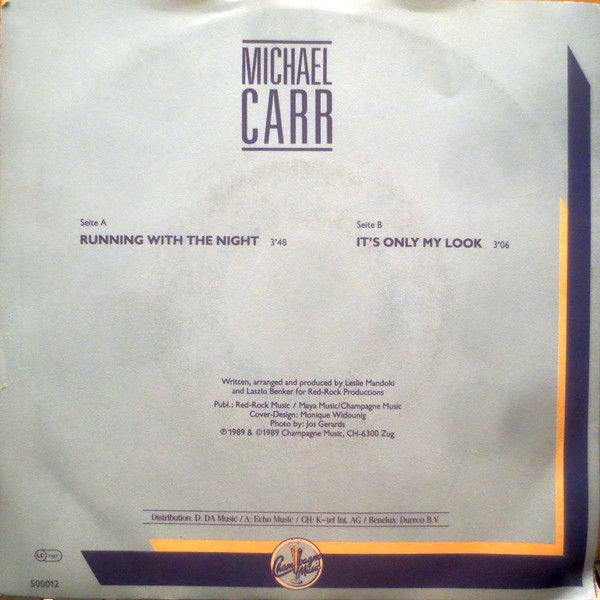 MICHAEL
CARR
Seite A
RUNNING WITH THE NIGHT 3'48
Seite B
IT'S ONLY MY LOOK 3'06
Written, arranged and produced by Leslie Mandoki
and Laszlo Benker for Red-Rock Productions
Publ.: Red-Rock Music / Maya Music/Champagne Music
Cover-Design: Monique Widounig
Photo by: Jos Gerards
℗ 1989 & ©1989 Champagne Music, CH-6300 Zug
Distribution: D: DA Music / A: Echo Music / CH: K-tel Int. AG / Benelux: Dureco B.V
LC
Champagne
Music
500012